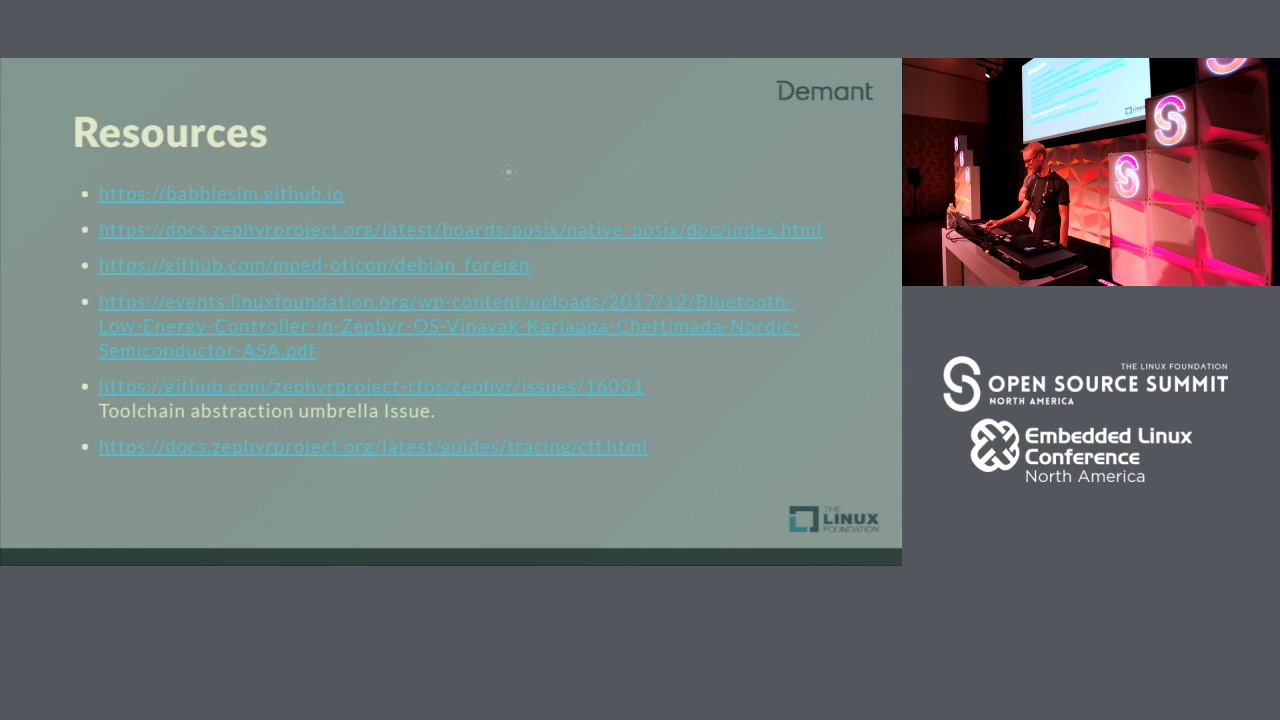 Demant
Resources
https://babblesim.github.io
https://docs.zephyrproject.org/latest/boards/posix/native_posix/doc/index.html
https://github.com/mped-oticon/debian_foreign
https://events.linuxfoundation.org/wp-content/uploads/2017/12/Bluetooth-
Low-Energy-Controller-in-Zephyr-OS-Vinayak-Kariappa-Chettimada-Nordic-
Semiconductor-ASA.pdf
https://github.com/zephyrproject-rtos/zephyr/issues/16031
Toolchain abstraction umbrella Issue.
https://docs.zephyrproject.org/latest/guides/tracing/ctf.html
THE
LINUX
FOUNDATION
THE LINUX FOUNDATION
OPEN SOURCE SUMMIT
NORTH AMERICA
Embedded Linux
Conference
North America